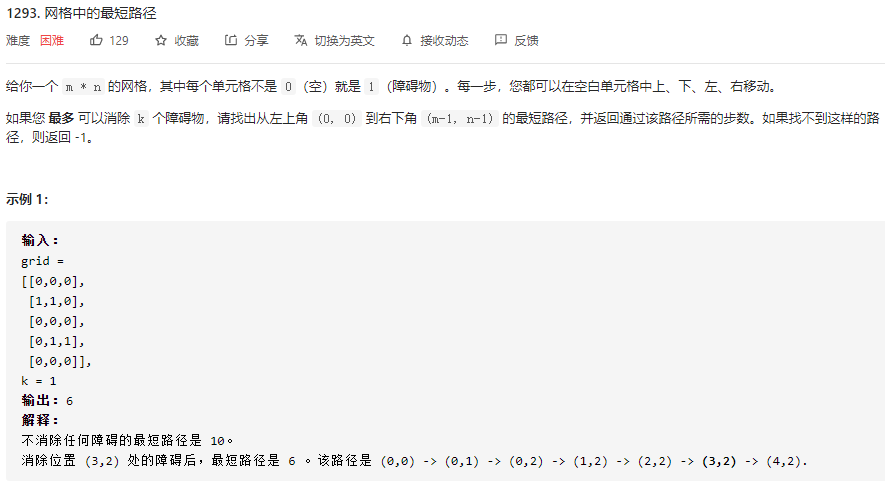 1293. 网格中的最短路径
难度 困难 129 收藏 分享 切换为英文 接收动态 反馈
给你一个 m * n 的网格，其中每个单元格不是 0（空）就是 1（障碍物）。每一步，您都可以在空白单元格中上、下、左、右移动。
如果您 最多 可以消除 k 个障碍物，请找出从左上角 (0, 0) 到右下角 (m-1, n-1) 的最短路径，并返回通过该路径所需的步数。如果找不到这样的路
径，则返回 -1。
示例 1：
输入：
grid =
[[0,0,0],
[1,1,0],
[0,0,0],
[0,1,1],
[0,0,0]],
k = 1
输出：6
解释：
不消除任何障碍的最短路径是 10。
消除位置 (3,2) 处的障碍后，最短路径是 6 。该路径是 (0,0) -> (0,1) -> (0,2) -> (1,2) -> (2,2) -> (3,2) -> (4,2).